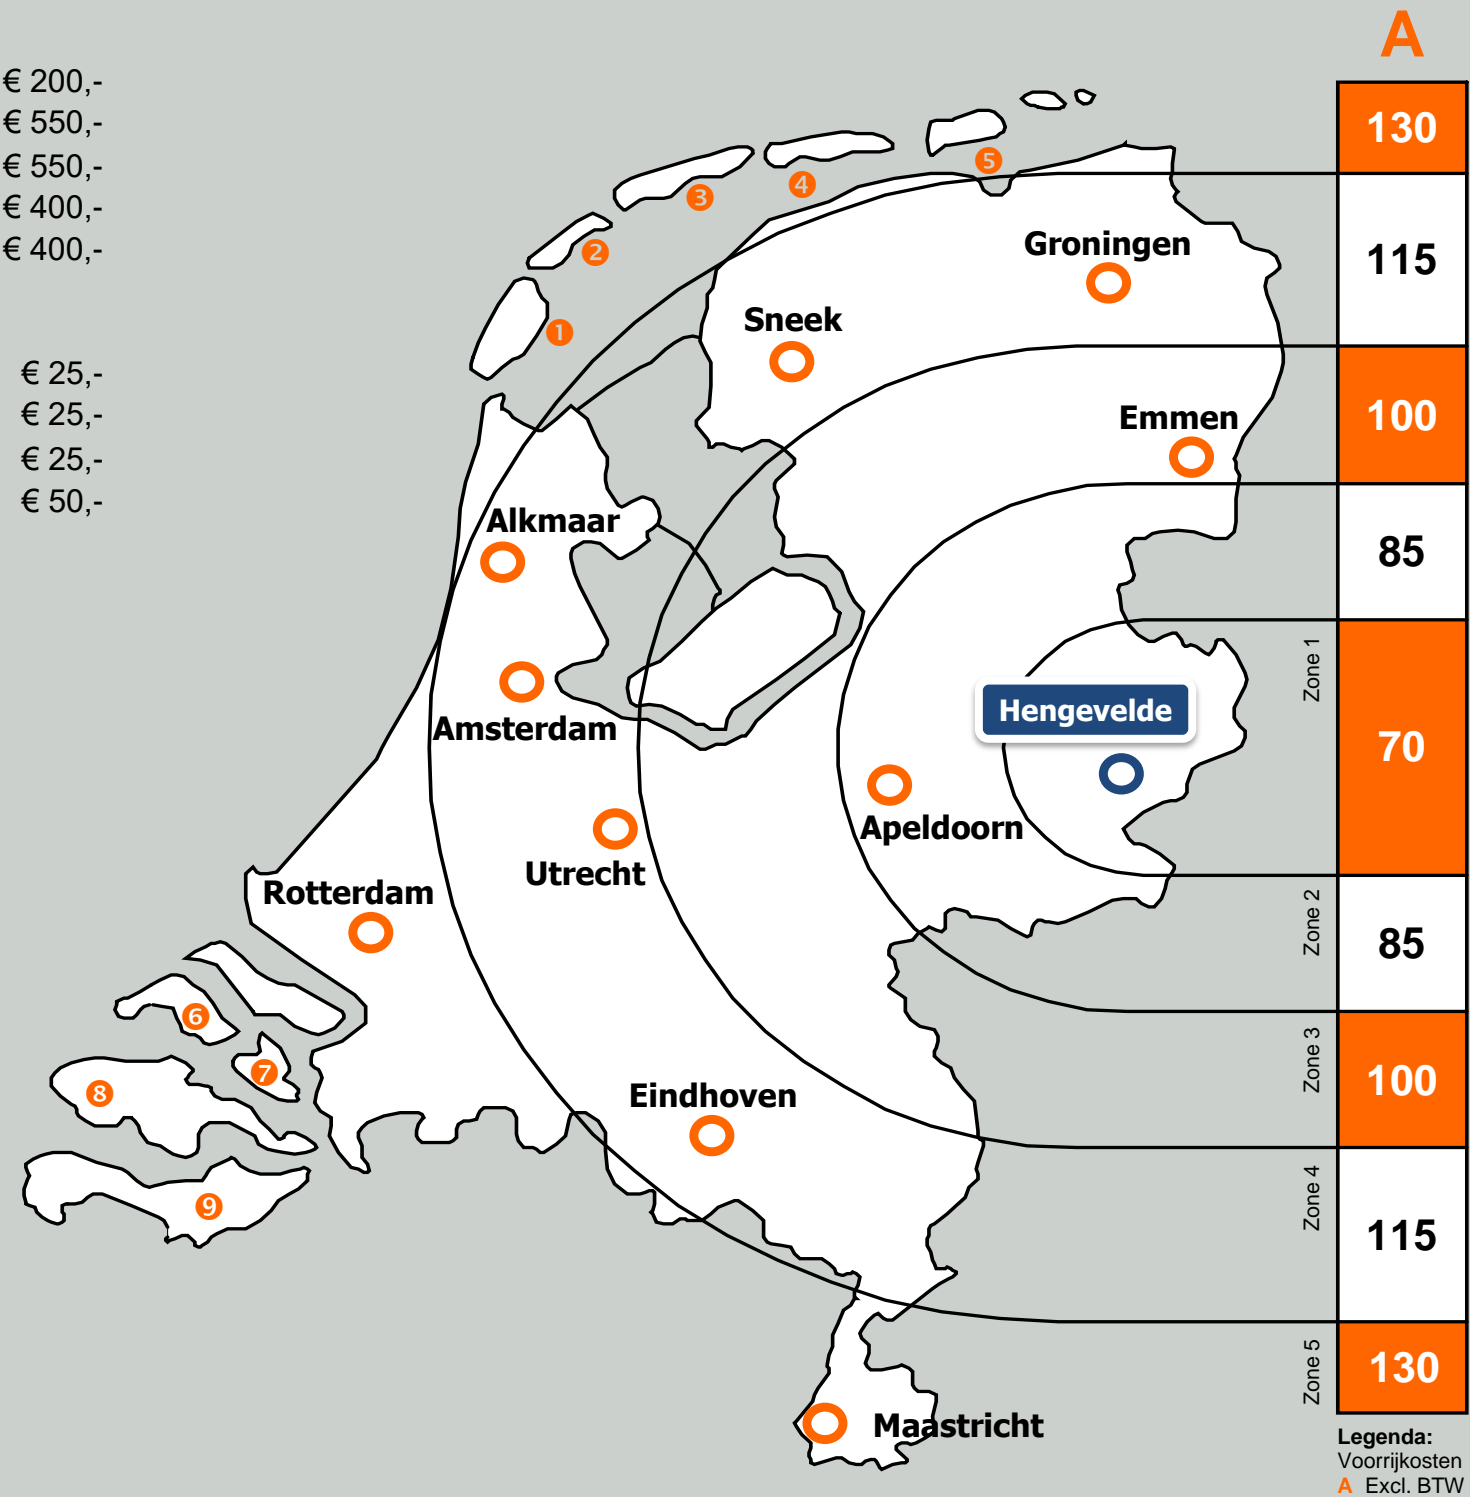 A
€ 200,-
€ 550,-
€ 550,-
€ 400,-
€ 400,-
€ 25,-
€ 25,-
€ 25,-
€ 50,-
130
115
100
85
70
85
100
115
130
5
4
3
2
1
Groningen
Sneek
Emmen
Alkmaar
Amsterdam
Hengevelde
Apeldoorn
Utrecht
Rotterdam
6
7
8
9
Eindhoven
Maastricht
Zone 1
Zone 2
Zone 3
Zone 4
Zone 5
Legenda:
Voorrijkosten
A Excl. BTW